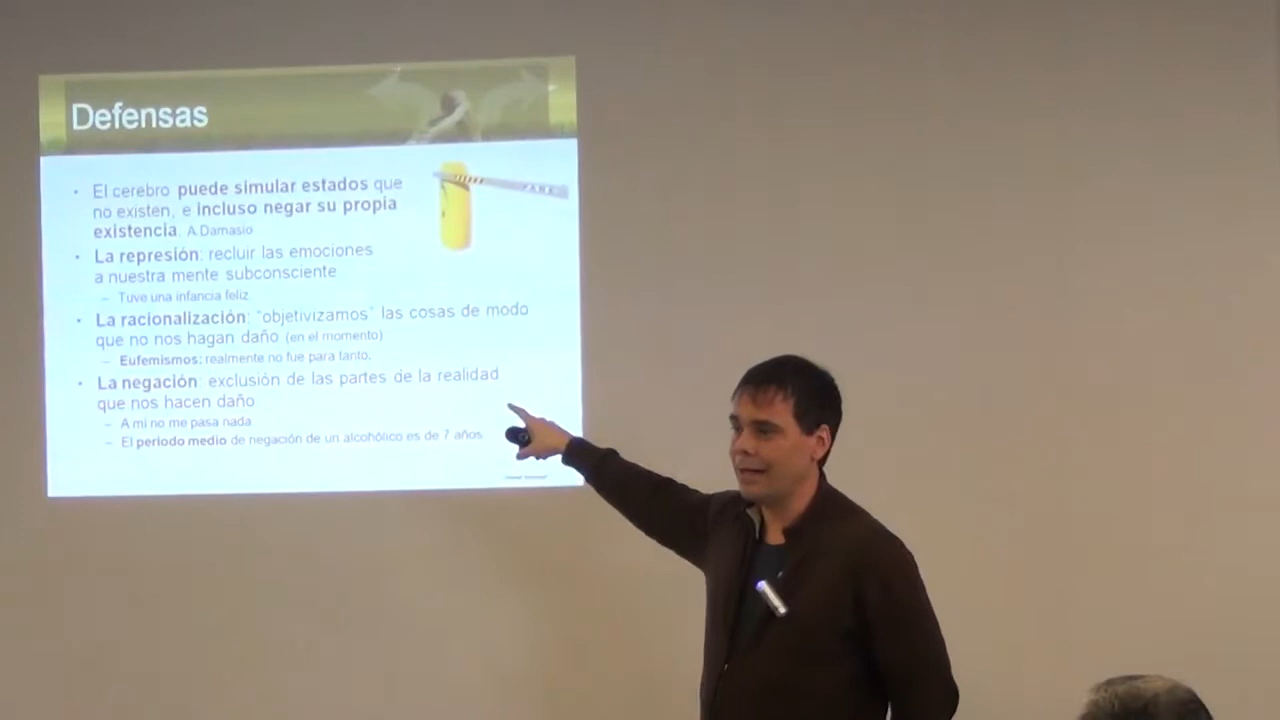 Defensas
• El cerebro puede simular estados que
no existen, e incluso negar su propia
existencia. A Damasio
• La represión: recluir las emociones
a nuestra mente subconsciente
– Tuve una infancia feliz
• La racionalización: "objetivizamos" las cosas de modo
que no nos hagan daño (en el momento)
– Eufemismos: realmente no fue para tanto.
• La negación: exclusión de las partes de la realidad
que nos hacen daño
– A mi no me pasa nada
– El periodo medio de negación de un alcohólico es de 7 años